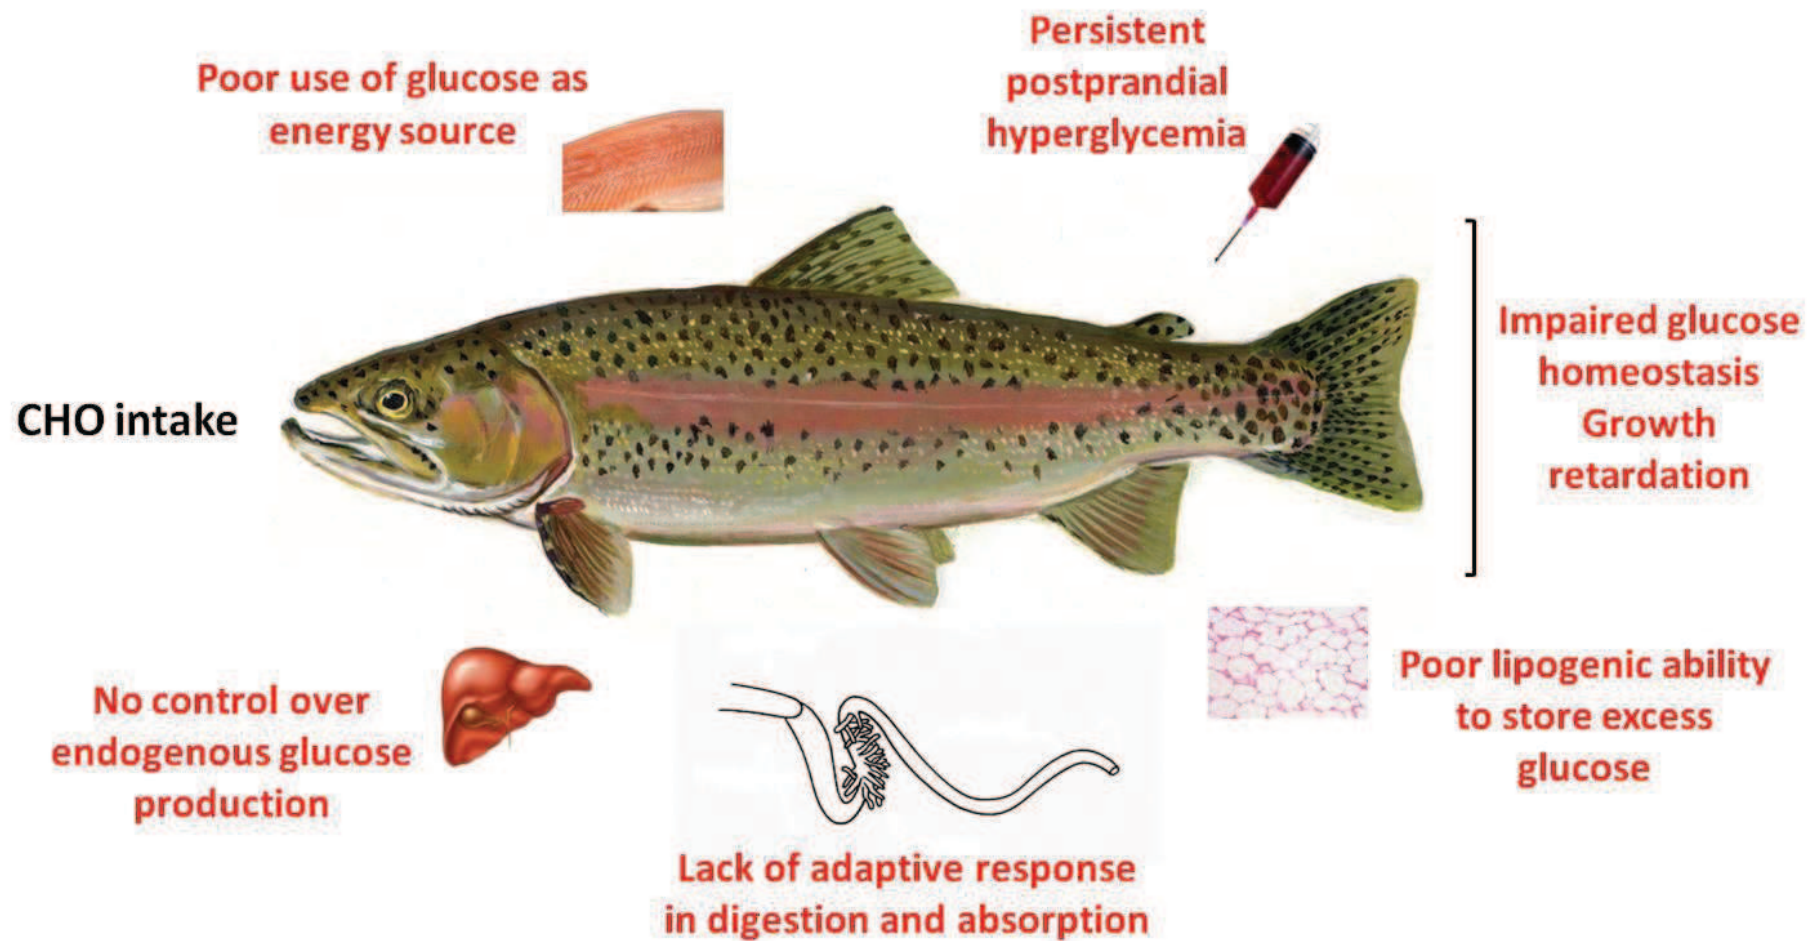 Poor use of glucose as
energy source
Persistent
postprandial
hyperglycemia
CHO intake
Impaired glucose
homeostasis
Growth
retardation
No control over
endogenous glucose
production
Lack of adaptive response
in digestion and absorption
Poor lipogenic ability
to store excess
glucose